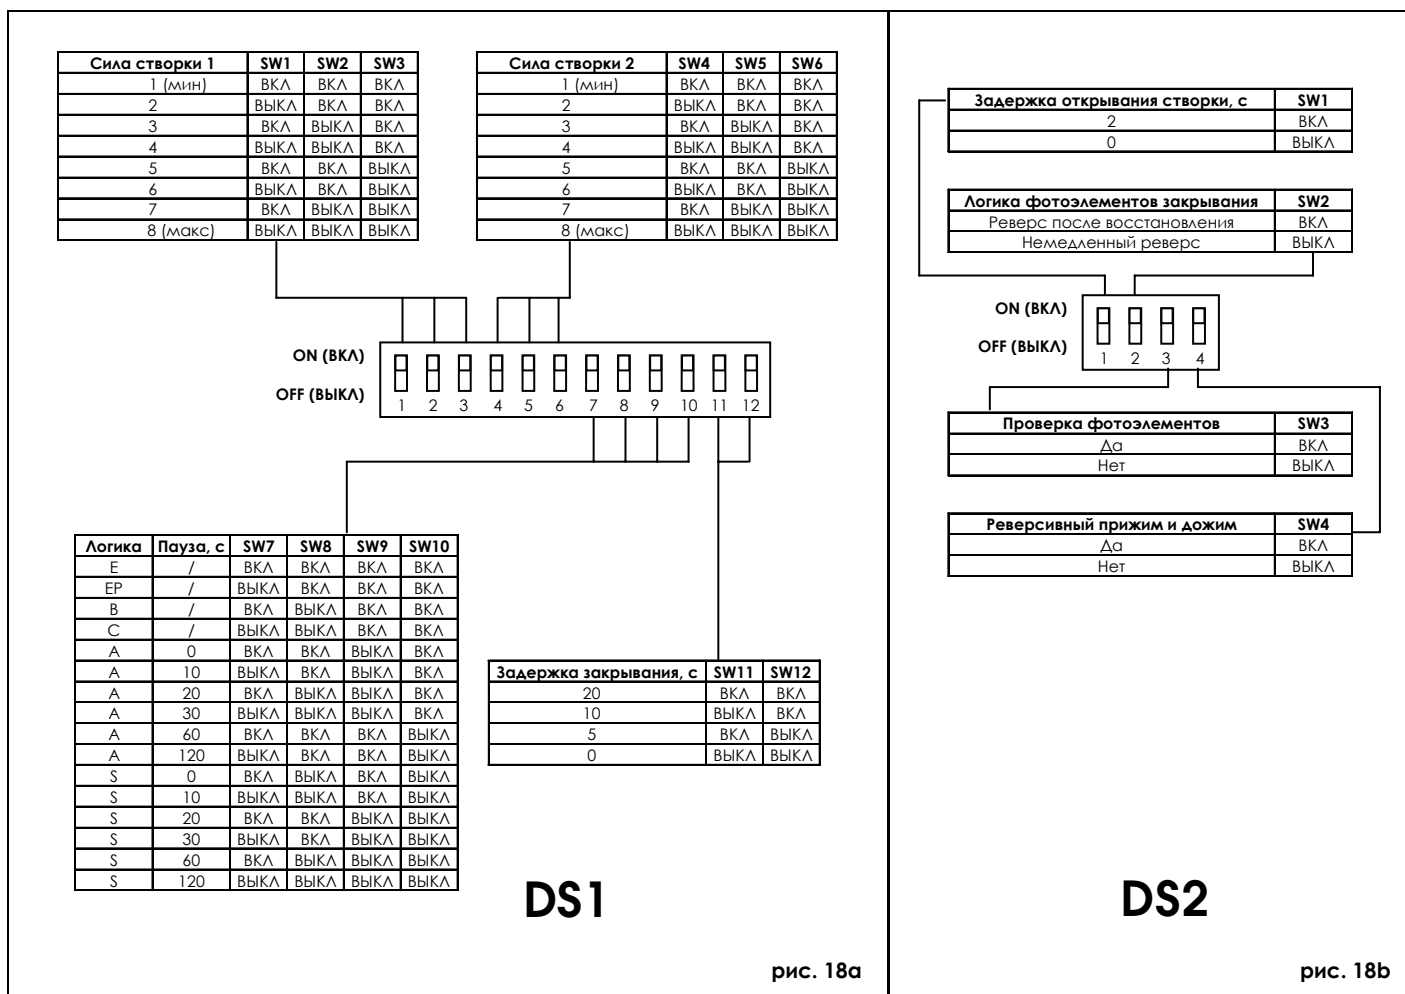 Сила створки 1 SW1 SW2 SW3
1 (мин) ВКЛ ВКЛ ВКЛ
2 ВЫКЛ ВКЛ ВКЛ
3 ВКЛ ВЫКЛ ВКЛ
4 ВЫКЛ ВЫКЛ ВКЛ
5 ВКЛ ВКЛ ВЫКЛ
6 ВЫКЛ ВКЛ ВЫКЛ
7 ВКЛ ВЫКЛ ВЫКЛ
8 (макс) ВЫКЛ ВЫКЛ ВЫКЛ
Сила створки 2 SW4 SW5 SW6
1 (мин) ВКЛ ВКЛ ВКЛ
2 ВЫКЛ ВКЛ ВКЛ
3 ВКЛ ВЫКЛ ВКЛ
4 ВЫКЛ ВЫКЛ ВКЛ
5 ВКЛ ВКЛ ВЫКЛ
6 ВЫКЛ ВКЛ ВЫКЛ
7 ВКЛ ВЫКЛ ВЫКЛ
8 (макс) ВЫКЛ ВЫКЛ ВЫКЛ
ON (ВКЛ)
OFF (ВЫКЛ)
1 2 3 4 5 6 7 8 9 10 11 12
Логика Пауза, с SW7 SW8 SW9 SW10
E / ВКЛ ВКЛ ВКЛ ВКЛ
EP / ВЫКЛ ВКЛ ВКЛ ВКЛ
B / ВКЛ ВЫКЛ ВКЛ ВКЛ
C / ВЫКЛ ВЫКЛ ВКЛ ВКЛ
A 0 ВКЛ ВКЛ ВЫКЛ ВКЛ
A 10 ВЫКЛ ВКЛ ВЫКЛ ВКЛ
A 20 ВКЛ ВЫКЛ ВЫКЛ ВКЛ
A 30 ВЫКЛ ВЫКЛ ВЫКЛ ВКЛ
A 60 ВКЛ ВКЛ ВКЛ ВЫКЛ
A 120 ВЫКЛ ВКЛ ВКЛ ВЫКЛ
S 0 ВКЛ ВЫКЛ ВКЛ ВЫКЛ
S 10 ВЫКЛ ВЫКЛ ВКЛ ВЫКЛ
S 20 ВКЛ ВКЛ ВЫКЛ ВЫКЛ
S 30 ВЫКЛ ВКЛ ВЫКЛ ВЫКЛ
S 60 ВКЛ ВЫКЛ ВЫКЛ ВЫКЛ
S 120 ВЫКЛ ВЫКЛ ВЫКЛ ВЫКЛ
Задержка закрывания, с SW11 SW12
20 ВКЛ ВКЛ
10 ВЫКЛ ВКЛ
5 ВКЛ ВЫКЛ
0 ВЫКЛ ВЫКЛ
DS1
рис. 18a
Задержка открывания створки, с SW1
2 ВКЛ
0 ВЫКЛ
Логика фотоэлементов закрывания SW2
Реверс после восстановления ВКЛ
Немедленный реверс ВЫКЛ
ON (ВКЛ)
OFF (ВЫКЛ)
1 2 3 4
Проверка фотоэлементов SW3
Да ВКЛ
Нет ВЫКЛ
Реверсивный прижим и дожим SW4
Да ВКЛ
Нет ВЫКЛ
DS2
рис. 18b